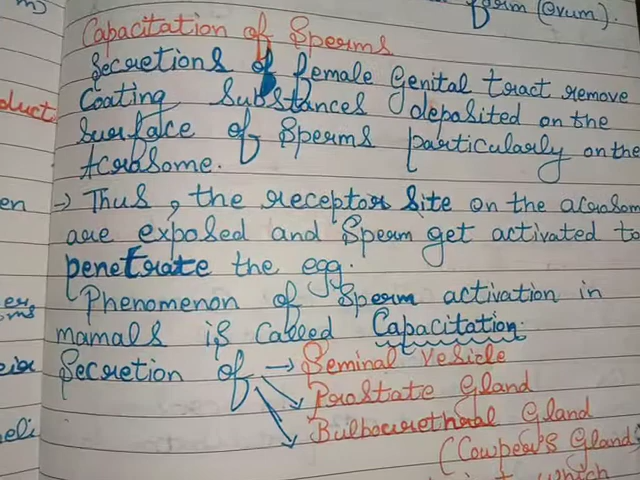 Capacitation of Sperms
Secretions of female Genital tract remove
Coating Substances deposited on the
Surface of Sperms particularly on the
Acrosome.
→ Thus, the receptor site on the acrosom
are exposed and Sperm get activated to
penetrate the egg.
Phenomenon of Sperm activation in
mamals is Called Capacitation.
Secretion of → Seminal vesicle
Prostate Gland
Bulbourethral Gland
(Cowper's Gland)
which
(Ovum).
duct